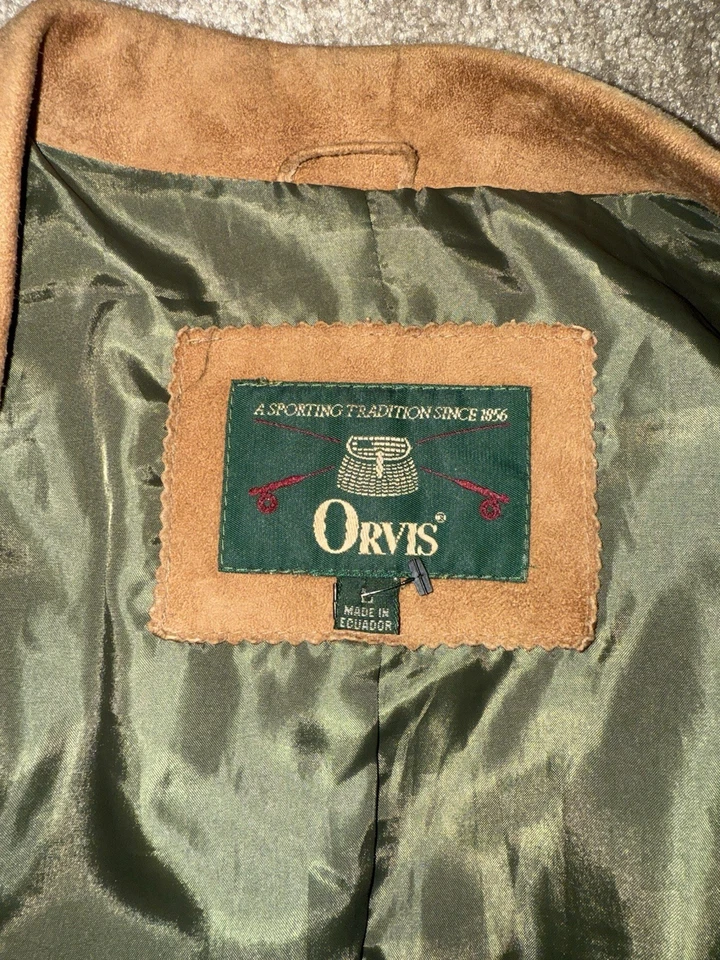 A SPORTING TRADITION SINCE 1856
ORVIS®
L
MADE IN
ECUADOR